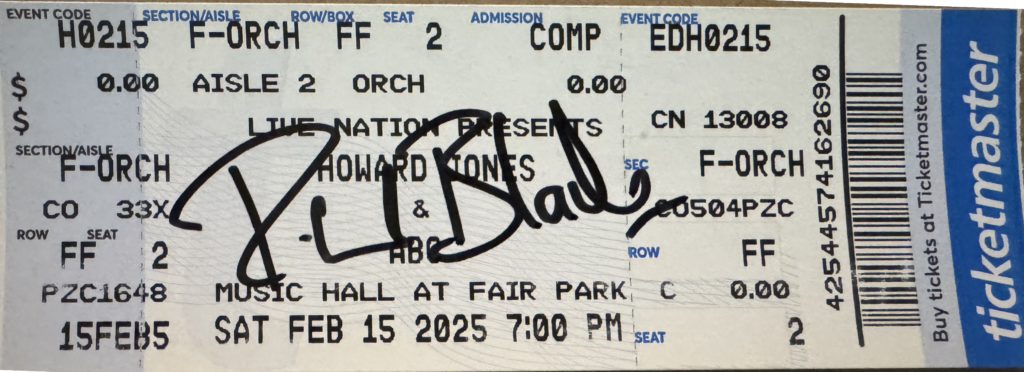 EVENT CODE SECTION/AISLE ROW/BOX SEAT ADMISSION EVENT CODE
H0215 F-ORCH FF 2 COMP EDH0215
$ 0.00 AISLE 2 ORCH 0.00
$ LIVE NATION PRESENTS CN 13008
SECTION/AISLE
F-ORCH HOWARD JONES SEC F-ORCH
CO 33X & CO504PZC
ROW SEAT
FF 2 ABC ROW FF
PZC1648 MUSIC HALL AT FAIR PARK C 0.00
15FEB5 SAT FEB 15 2025 7:00 PM SEAT 2
4254457416269​0
Buy tickets at Ticketmaster.com
ticketmaster